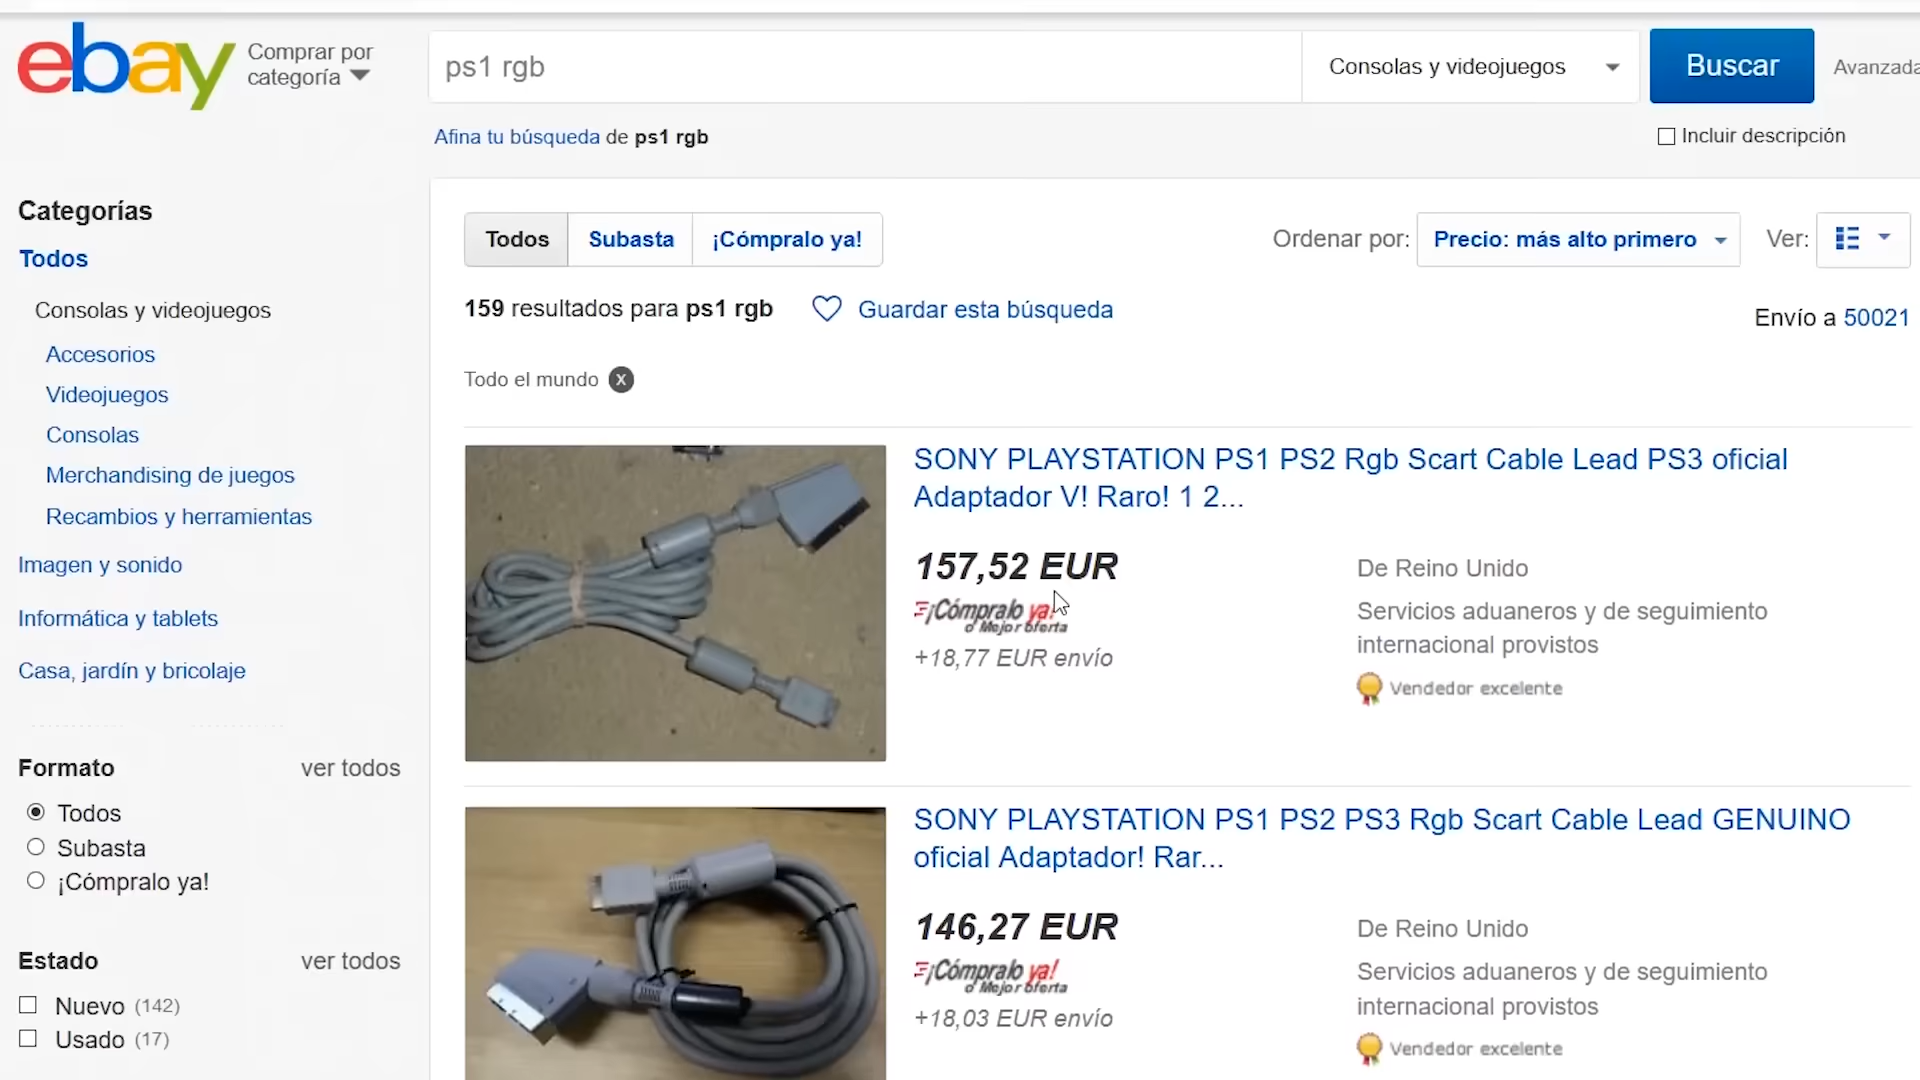 ebay
Comprar por
categoría
ps1 rgb
Consolas y videojuegos
Buscar
Avanzada
Afina tu búsqueda de ps1 rgb
Incluir descripción
Categorías
Todos
Consolas y videojuegos
Accesorios
Videojuegos
Consolas
Merchandising de juegos
Recambios y herramientas
Imagen y sonido
Informática y tablets
Casa, jardín y bricolaje
Formato ver todos
Todos
Subasta
¡Cómpralo ya!
Estado ver todos
Nuevo (142)
Usado (17)
Todos Subasta ¡Cómpralo ya!
Ordenar por: Precio: más alto primero Ver:
159 resultados para ps1 rgb Guardar esta búsqueda
Envío a 50021
Todo el mundo X
SONY PLAYSTATION PS1 PS2 Rgb Scart Cable Lead PS3 oficial
Adaptador V! Raro! 1 2...
157,52 EUR
¡Cómpralo ya!
o Mejor oferta
+18,77 EUR envío
De Reino Unido
Servicios aduaneros y de seguimiento
internacional provistos
Vendedor excelente
SONY PLAYSTATION PS1 PS2 PS3 Rgb Scart Cable Lead GENUINO
oficial Adaptador! Rar...
146,27 EUR
¡Cómpralo ya!
o Mejor oferta
+18,03 EUR envío
De Reino Unido
Servicios aduaneros y de seguimiento
internacional provistos
Vendedor excelente